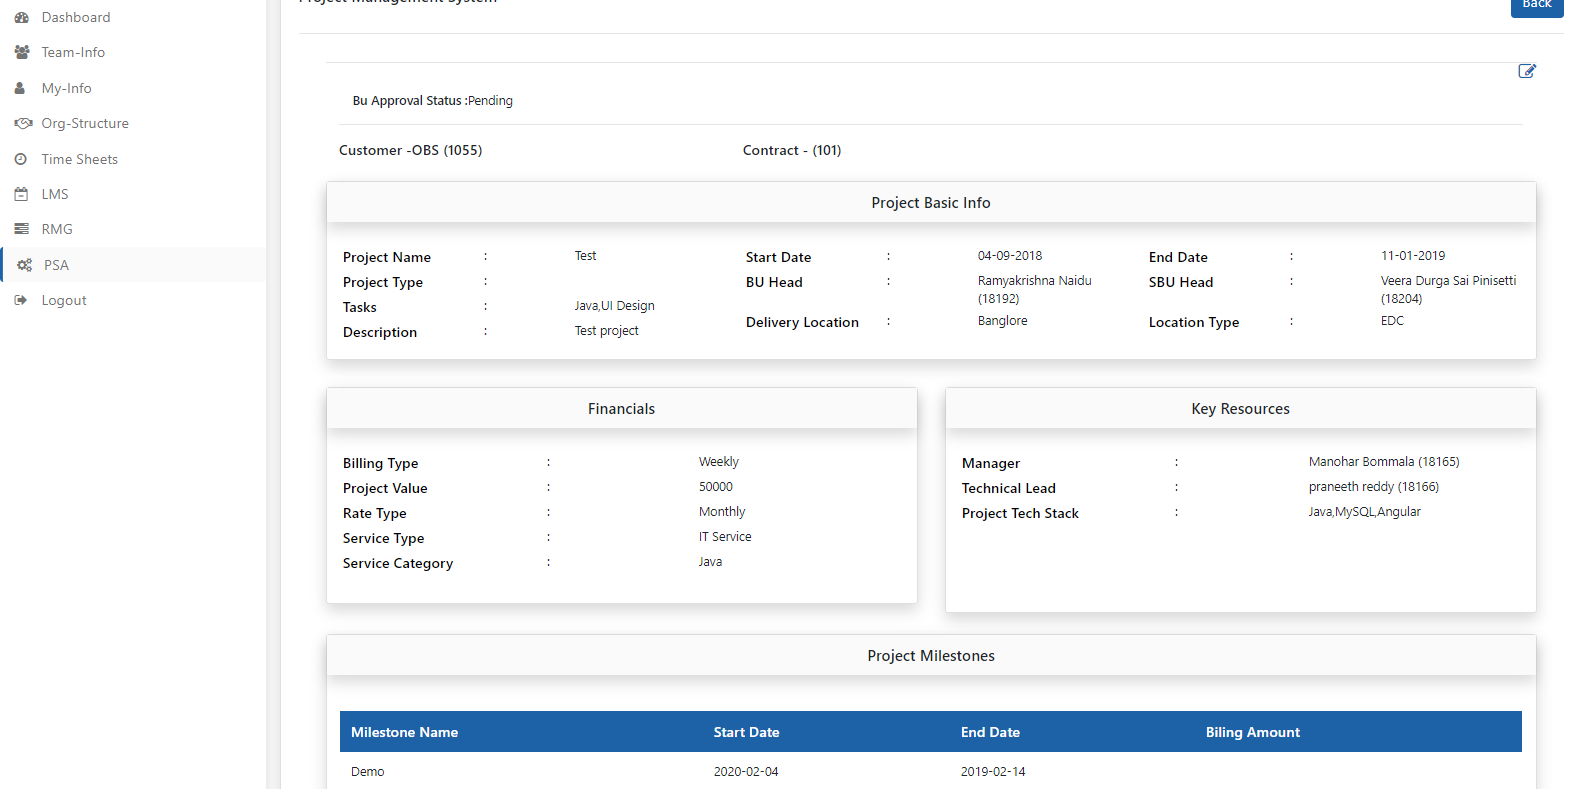 Project Management System
Back
Dashboard
Team-Info
My-Info
Org-Structure
Time Sheets
LMS
RMG
PSA
Logout
Bu Approval Status :Pending
Customer -OBS (1055) Contract - (101)
Project Basic Info
Project Name : Test
Project Type :
Tasks : Java,UI Design
Description : Test project
Start Date : 04-09-2018
BU Head : Ramyakrishna Naidu
(18192)
Delivery Location : Banglore
End Date : 11-01-2019
SBU Head : Veera Durga Sai Pinisetti
(18204)
Location Type : EDC
Financials
Billing Type : Weekly
Project Value : 50000
Rate Type : Monthly
Service Type : IT Service
Service Category : Java
Key Resources
Manager : Manohar Bommala (18165)
Technical Lead : praneeth reddy (18166)
Project Tech Stack : Java,MySQL,Angular
Project Milestones
Milestone Name Start Date End Date Biling Amount
Demo 2020-02-04 2019-02-14